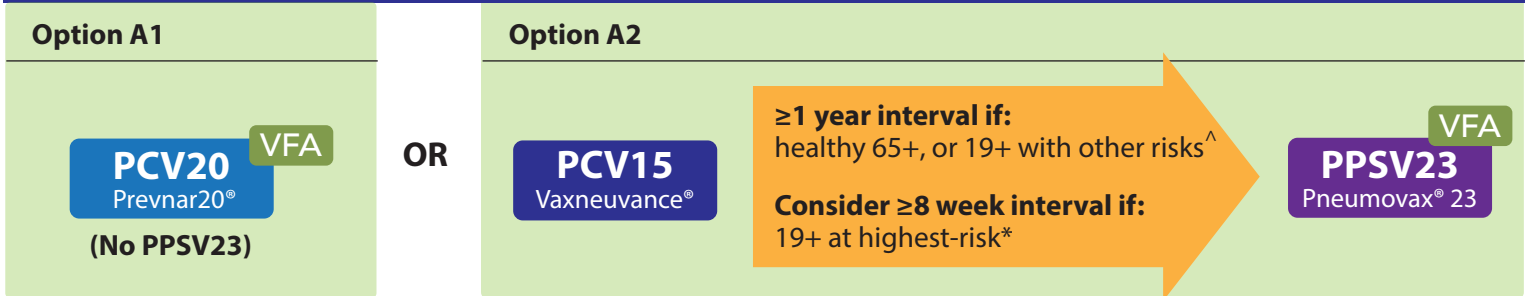 Option A1
VFA
PCV20
Prevnar20®
(No PPSV23)
OR
Option A2
PCV15
Vaxneuvance®
≥1 year interval if:
healthy 65+, or 19+ with other risks^
Consider ≥8 week interval if:
19+ at highest-risk*
VFA
PPSV23
Pneumovax® 23